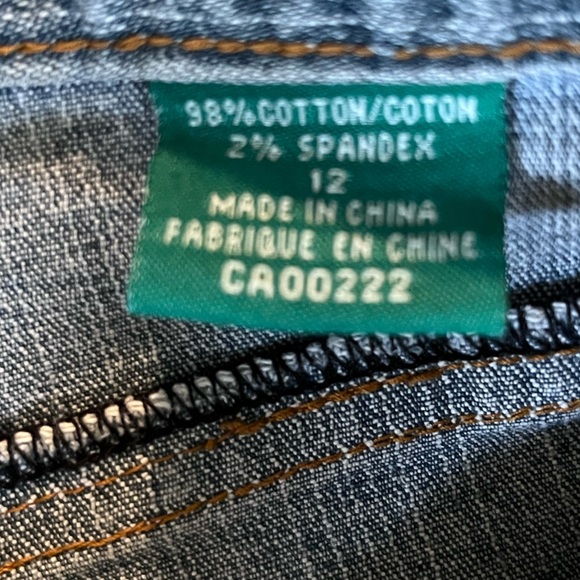 98%COTTON/COTON
2% SPANDEX
12
MADE IN CHINA
FABRIQUE EN CHINE
CA00222